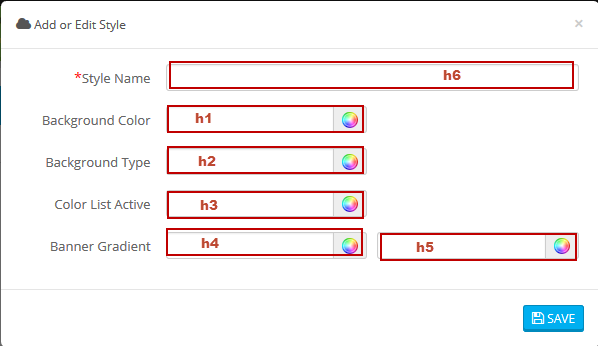 Add or Edit Style ×
*Style Name h6
Background Color h1
Background Type h2
Color List Active h3
Banner Gradient h4 h5
SAVE